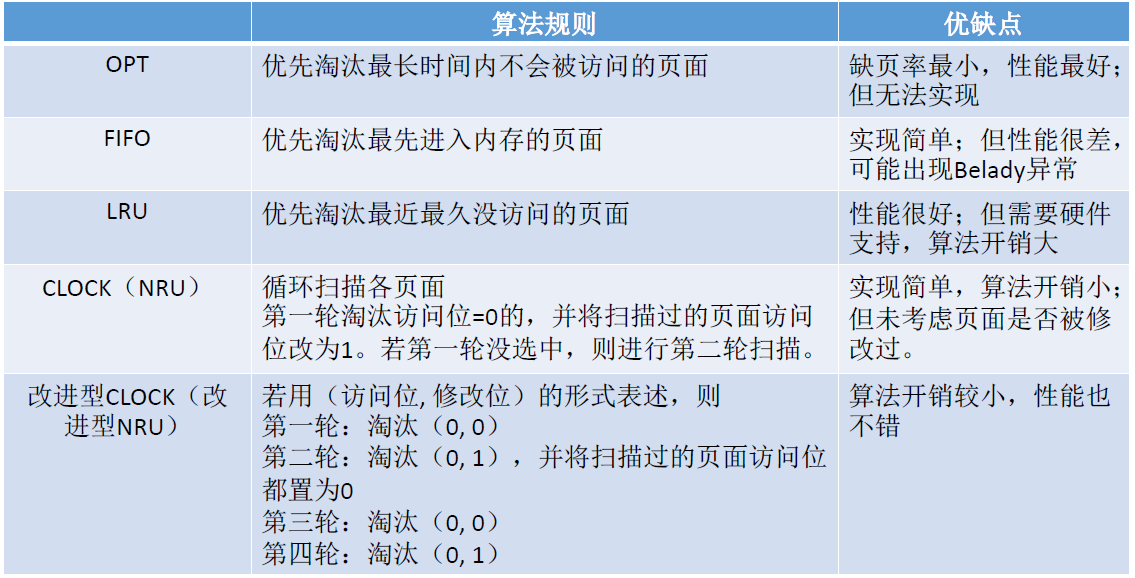 算法规则
优缺点
OPT
优先淘汰最长时间内不会被访问的页面
缺页率最小，性能最好；
但无法实现
FIFO
优先淘汰最先进入内存的页面
实现简单；但性能很差，
可能出现Belady异常
LRU
优先淘汰最近最久没访问的页面
性能很好；但需要硬件
支持，算法开销大
CLOCK（NRU）
循环扫描各页面
第一轮淘汰访问位=0的，并将扫描过的页面访问
位改为1。若第一轮没选中，则进行第二轮扫描。
实现简单，算法开销小；
但未考虑页面是否被修
改过。
改进型CLOCK（改
进型NRU）
若用（访问位, 修改位）的形式表述，则
第一轮：淘汰（0, 0）
第二轮：淘汰（0, 1），并将扫描过的页面访问位
都置为0
第三轮：淘汰（0, 0）
第四轮：淘汰（0, 1）
算法开销较小，性能也
不错